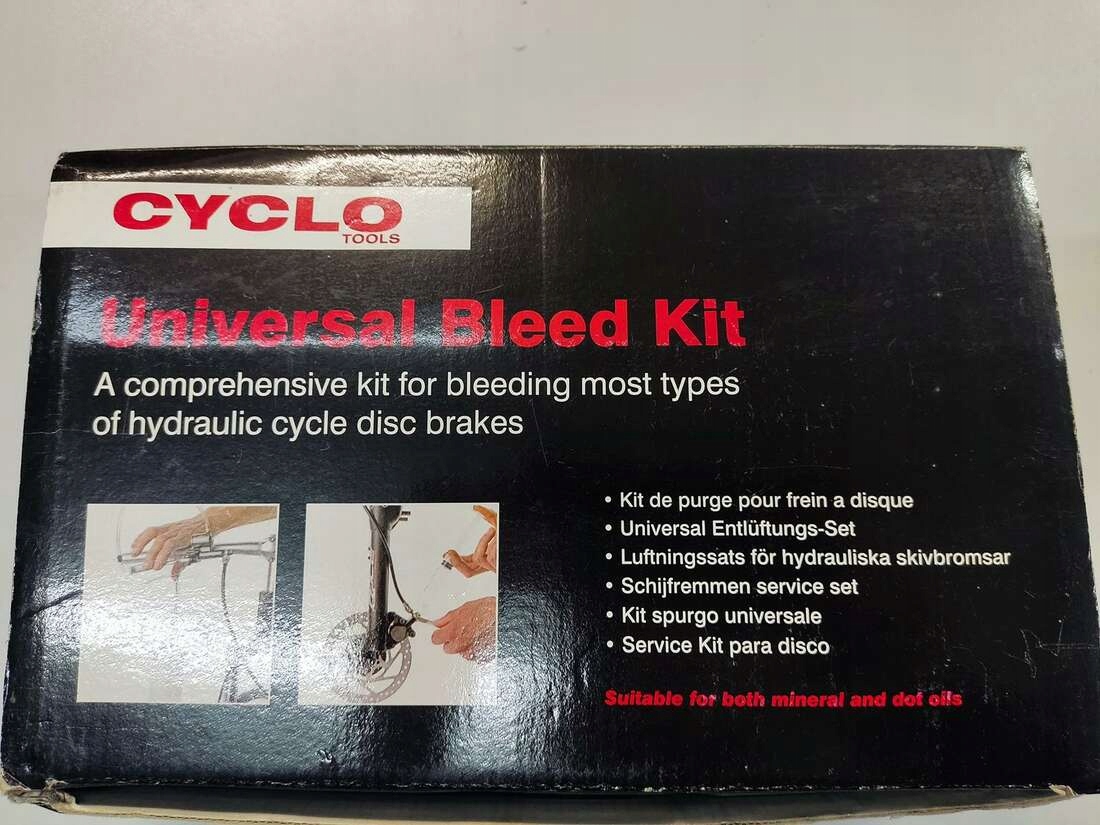 CYCLO
TOOLS
Universal Bleed Kit
A comprehensive kit for bleeding most types
of hydraulic cycle disc brakes
• Kit de purge pour frein a disque
• Universal Entlüftungs-Set
• Luftningssats för hydrauliska skivbromsar
• Schijfremmen service set
• Kit spurgo universale
• Service Kit para disco
Suitable for both mineral and dot oils